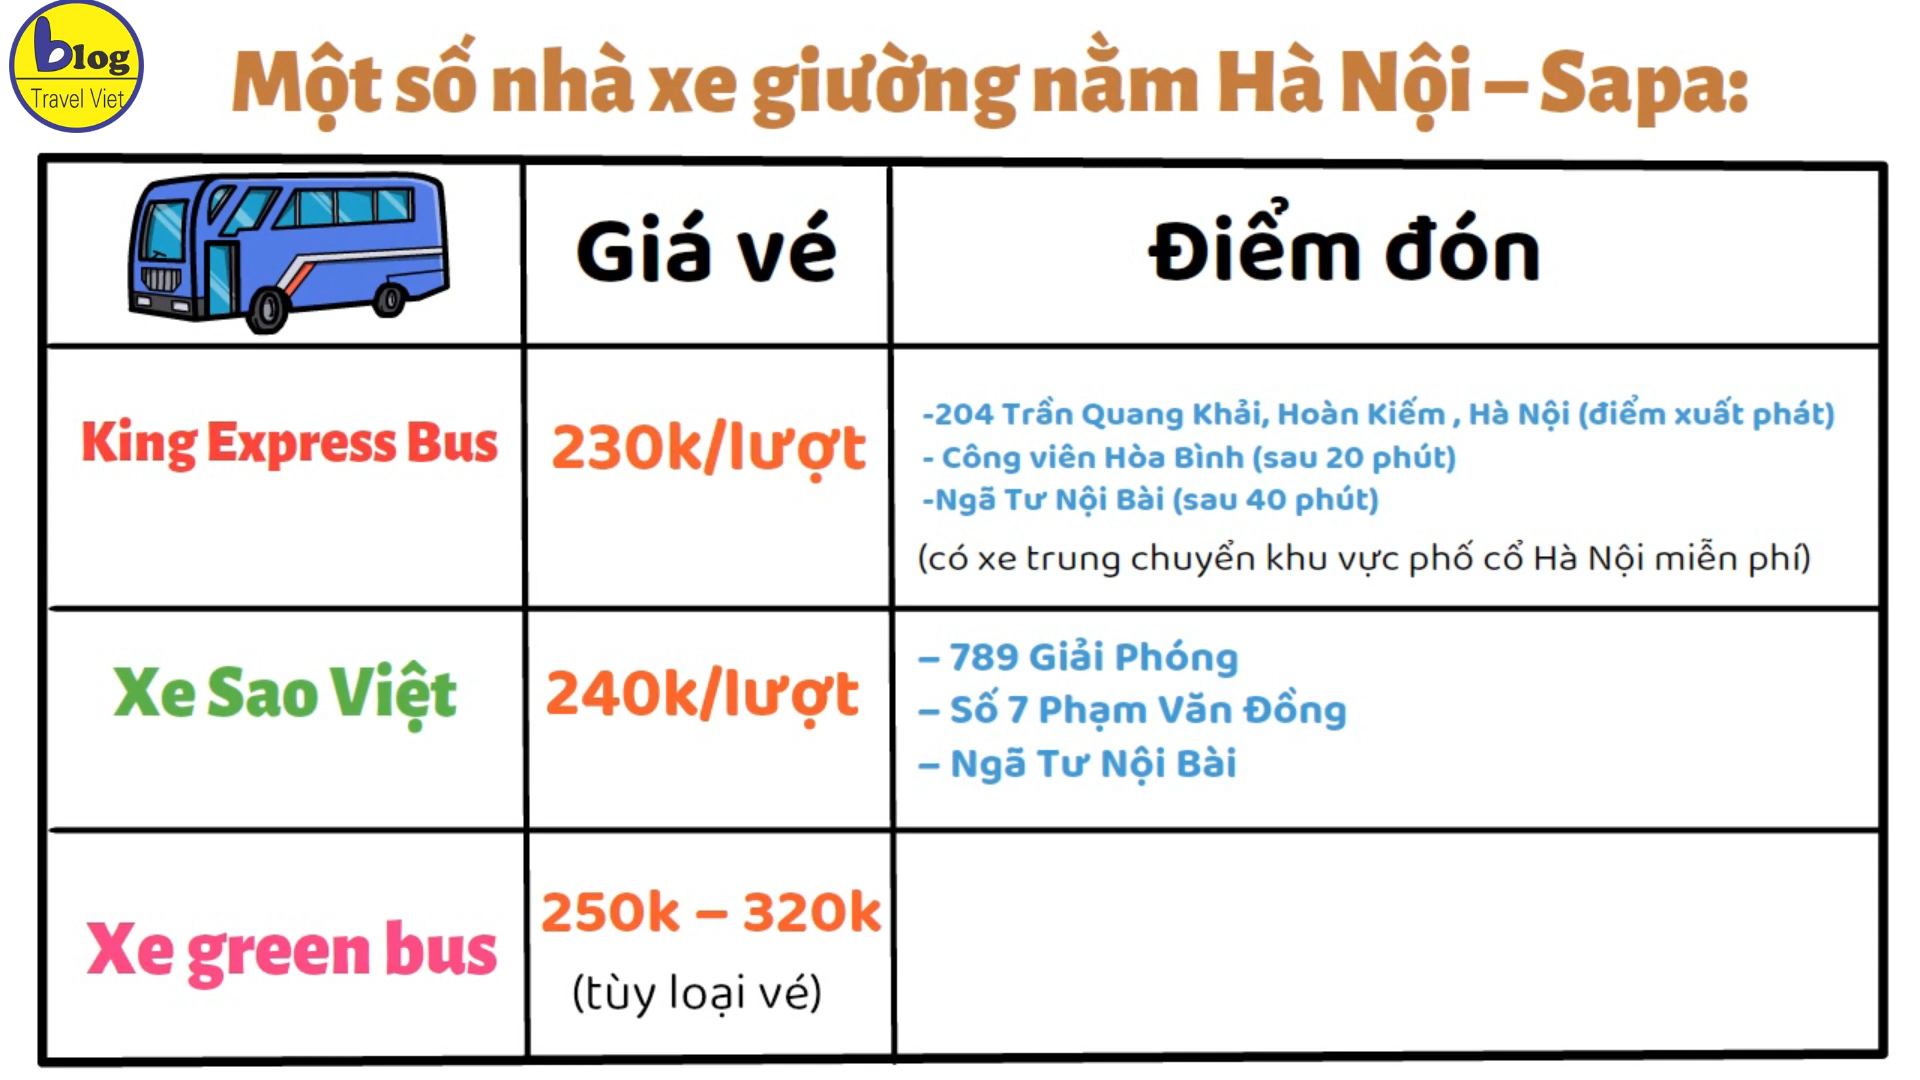 blog
Travel Viet
Một số nhà xe giường nằm Hà Nội – Sapa:
Giá vé
Điểm đón
King Express Bus
230k/lượt
-204 Trần Quang Khải, Hoàn Kiếm , Hà Nội (điểm xuất phát)
- Công viên Hòa Bình (sau 20 phút)
-Ngã Tư Nội Bài (sau 40 phút)
(có xe trung chuyển khu vực phố cổ Hà Nội miễn phí)
Xe Sao Việt
240k/lượt
– 789 Giải Phóng
– Số 7 Phạm Văn Đồng
– Ngã Tư Nội Bài
Xe green bus
250k – 320k
(tùy loại vé)